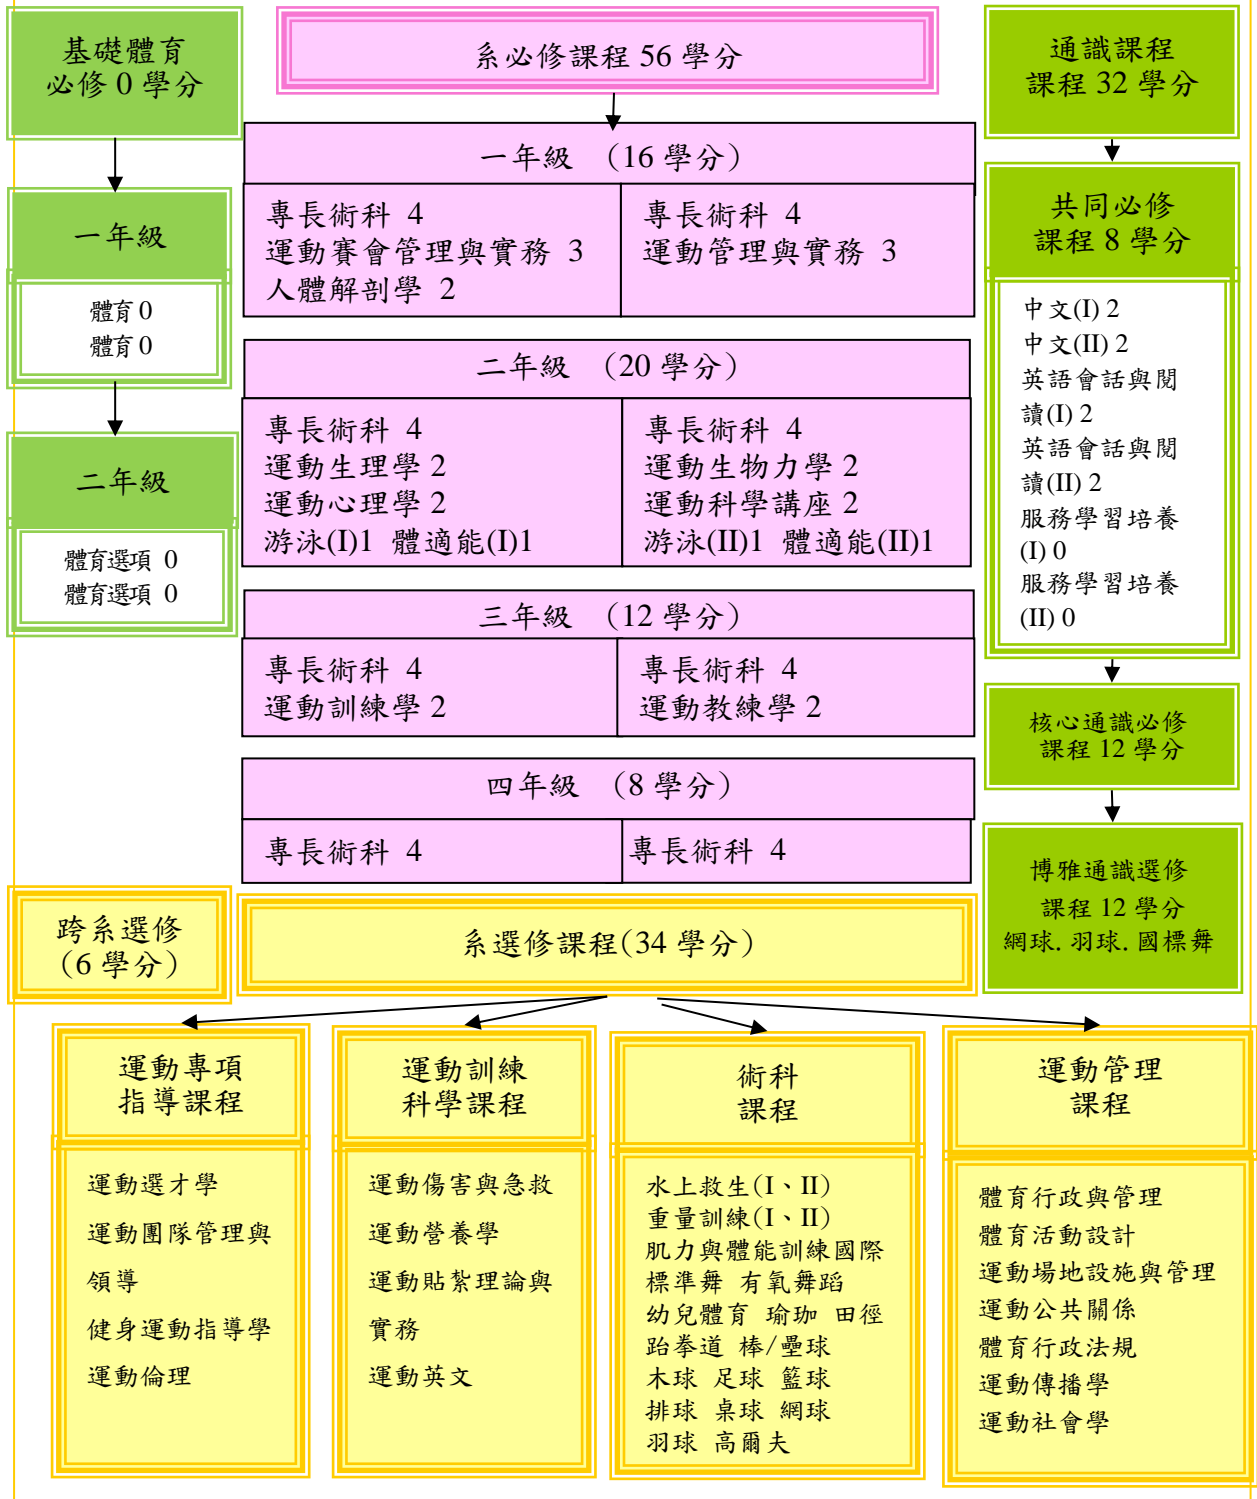 基礎體育
必修 0 學分
一年級
體育 0
體育 0
二年級
體育選項 0
體育選項 0
系必修課程 56 學分
一年級 （16 學分）
專長術科 4
運動賽會管理與實務 3
人體解剖學 2
專長術科 4
運動管理與實務 3
二年級 （20 學分）
專長術科 4
運動生理學 2
運動心理學 2
游泳(I)1 體適能(I)1
專長術科 4
運動生物力學 2
運動科學講座 2
游泳(II)1 體適能(II)1
三年級 （12 學分）
專長術科 4
運動訓練學 2
專長術科 4
運動教練學 2
四年級 （8 學分）
專長術科 4
專長術科 4
通識課程
課程 32 學分
共同必修
課程 8 學分
中文(I) 2
中文(II) 2
英語會話與閱
讀(I) 2
英語會話與閱
讀(II) 2
服務學習培養
(I) 0
服務學習培養
(II) 0
核心通識必修
課程 12 學分
博雅通識選修
課程 12 學分
網球. 羽球. 國標舞
跨系選修
（6 學分）
系選修課程(34 學分）
運動專項
指導課程
運動選才學
運動團隊管理與
領導
健身運動指導學
運動倫理
運動訓練
科學課程
運動傷害與急救
運動營養學
運動貼紮理論與
實務
運動英文
術科
課程
水上救生(I、II）
重量訓練(I、II）
肌力與體能訓練國際
標準舞 有氧舞蹈
幼兒體育 瑜珈 田徑
跆拳道 棒/壘球
木球 足球 籃球
排球 桌球 網球
羽球 高爾夫
運動管理
課程
體育行政與管理
體育活動設計
運動場地設施與管理
運動公共關係
體育行政法規
運動傳播學
運動社會學